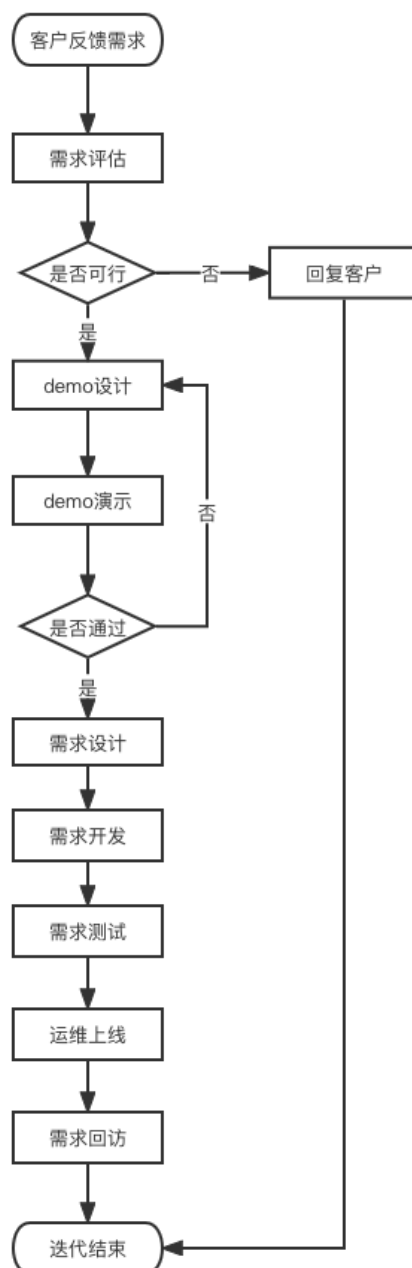 客户反馈需求
需求评估
是否可行
否
回复客户
是
demo设计
demo演示
否
是否通过
是
需求设计
需求开发
需求测试
运维上线
需求回访
迭代结束